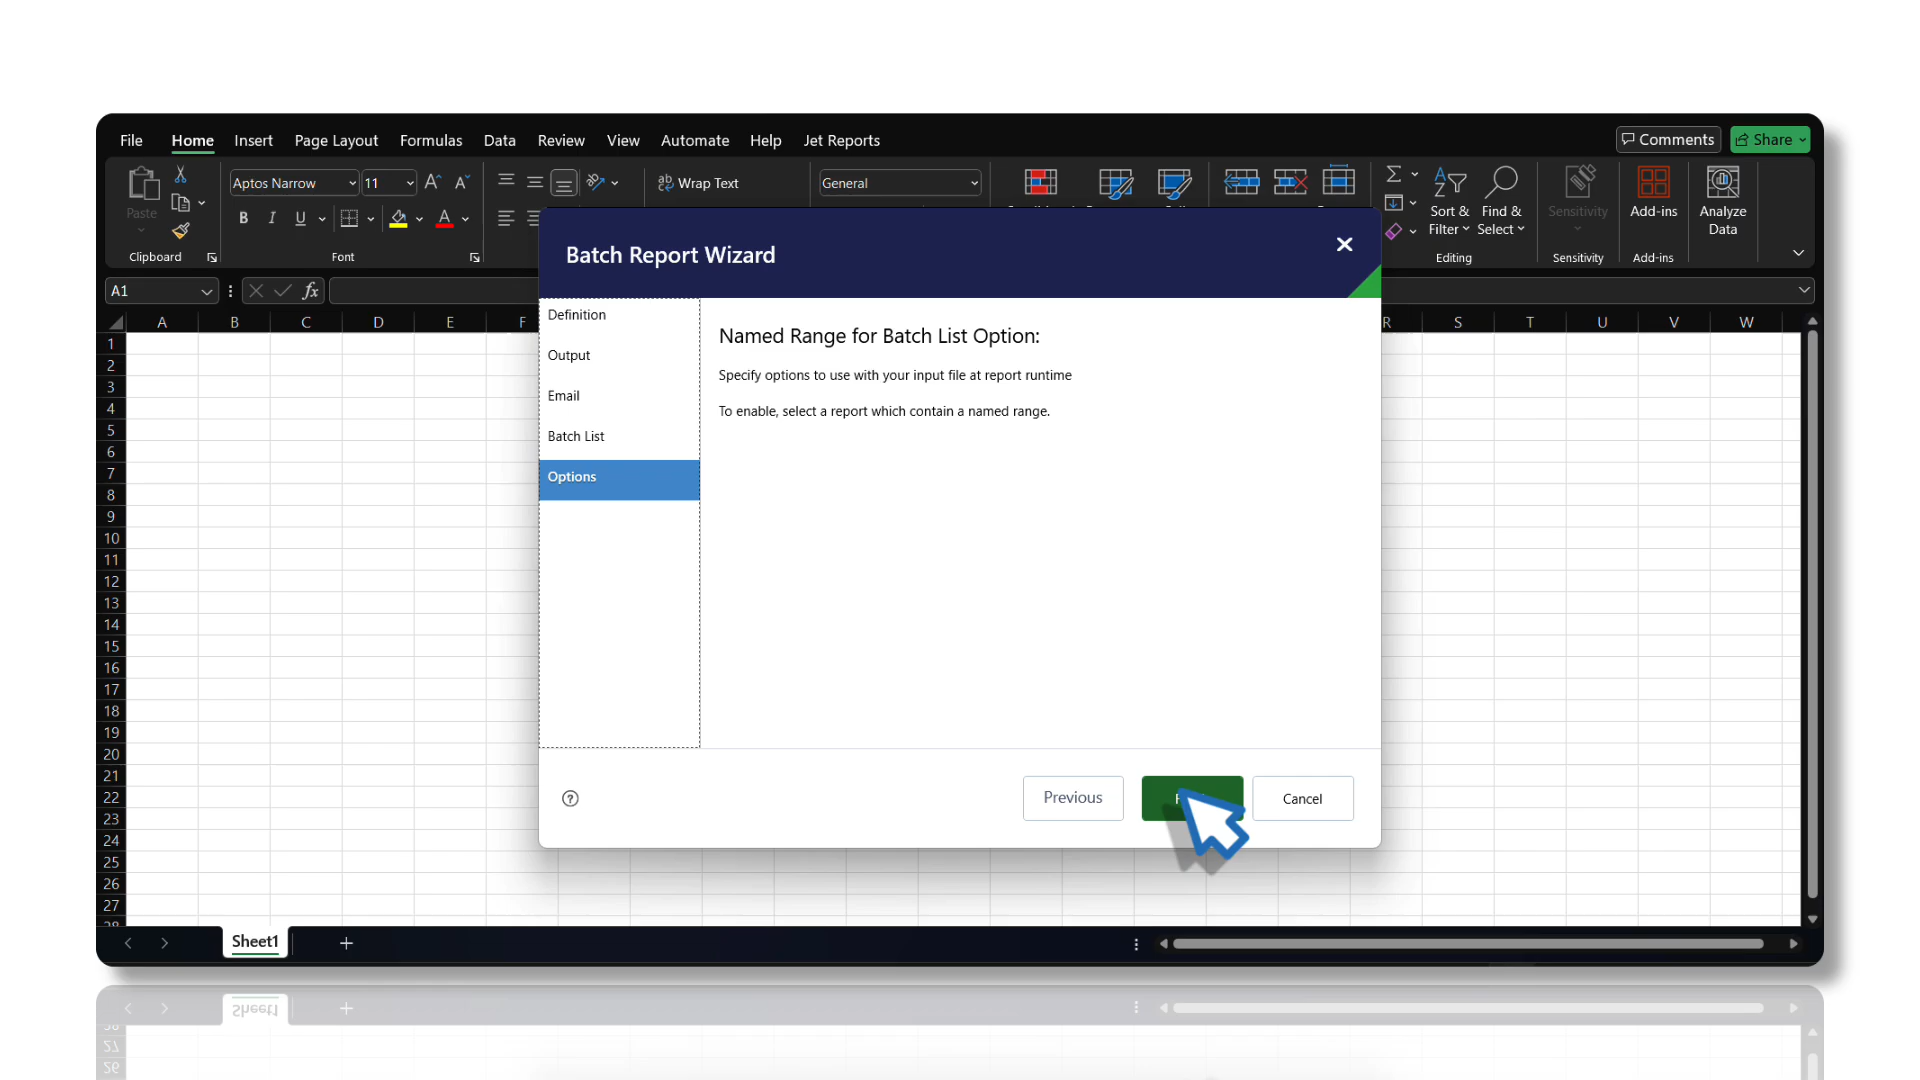 File Home Insert Page Layout Formulas Data Review View Automate Help Jet Reports Comments Share
Paste Aptos Narrow 11 Wrap Text General
B I U A
Sort & Filter Find & Select Sensitivity Add-ins Analyze Data
Clipboard Font Editing Sensitivity Add-ins
A1 fx
A B C D E F R S T U V W
1
2
3
4
5
6
7
8
9
10
11
12
13
14
15
16
17
18
19
20
21
22
23
24
25
26
27
28
Batch Report Wizard
Definition
Output
Email
Batch List
Options
Named Range for Batch List Option:
Specify options to use with your input file at report runtime
To enable, select a report which contain a named range.
Previous
Cancel
Sheet1